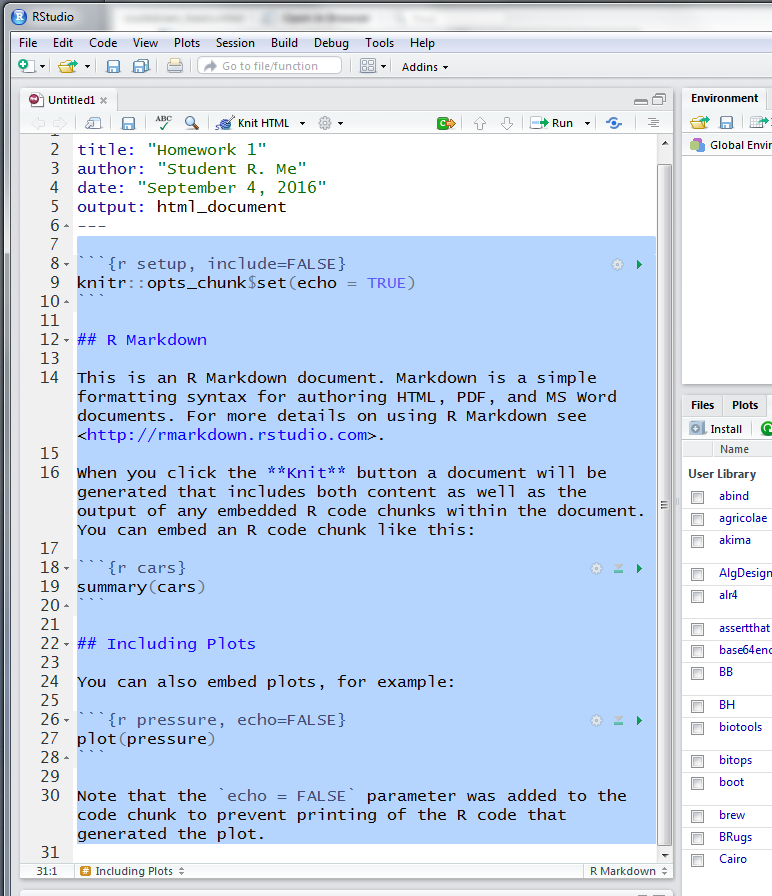 RStudio
File Edit Code View Plots Session Build Debug Tools Help
Go to file/function Addins
Untitled1
ABC Knit HTML Run
2 title: "Homework 1"
3 author: "Student R. Me"
4 date: "September 4, 2016"
5 output: html_document
6 ---
7
8 ```{r setup, include=FALSE}
9 knitr::opts_chunk$set(echo = TRUE)
10 ```
11
12 ## R Markdown
13
14 This is an R Markdown document. Markdown is a simple
formatting syntax for authoring HTML, PDF, and MS Word
documents. For more details on using R Markdown see
<http://rmarkdown.rstudio.com>.
15
16 When you click the **Knit** button a document will be
generated that includes both content as well as the
output of any embedded R code chunks within the document.
You can embed an R code chunk like this:
17
18 ```{r cars}
19 summary(cars)
20 ```
21
22 ## Including Plots
23
24 You can also embed plots, for example:
25
26 ```{r pressure, echo=FALSE}
27 plot(pressure)
28 ```
29
30 Note that the `echo = FALSE` parameter was added to the
code chunk to prevent printing of the R code that
generated the plot.
31
31:1 # Including Plots R Markdown
Environment
Global Envir
Files Plots
Install
Name
User Library
abind
agricolae
akima
AlgDesign
alr4
assertthat
base64enc
BB
BH
biotools
bitops
boot
brew
BRugs
Cairo